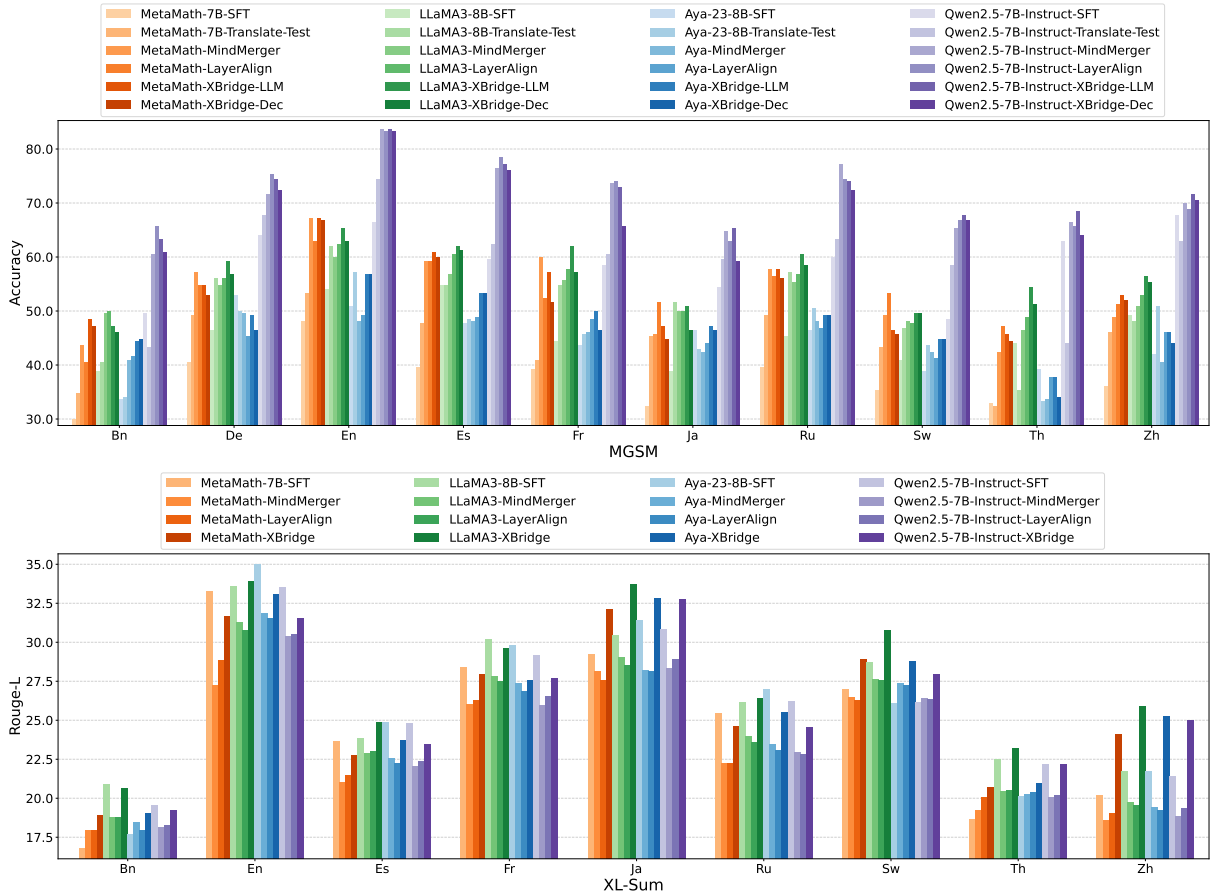 MetaMath-7B-SFT LLaMA3-8B-SFT Aya-23-8B-SFT Qwen2.5-7B-Instruct-SFT
MetaMath-7B-Translate-Test LLaMA3-8B-Translate-Test Aya-23-8B-Translate-Test Qwen2.5-7B-Instruct-Translate-Test
MetaMath-MindMerger LLaMA3-MindMerger Aya-MindMerger Qwen2.5-7B-Instruct-MindMerger
MetaMath-LayerAlign LLaMA3-LayerAlign Aya-LayerAlign Qwen2.5-7B-Instruct-LayerAlign
MetaMath-XBridge-LLM LLaMA3-XBridge-LLM Aya-XBridge-LLM Qwen2.5-7B-Instruct-XBridge-LLM
MetaMath-XBridge-Dec LLaMA3-XBridge-Dec Aya-XBridge-Dec Qwen2.5-7B-Instruct-XBridge-Dec
Accuracy
80.0
70.0
60.0
50.0
40.0
30.0
Bn De En Es Fr Ja Ru Sw Th Zh
MGSM
MetaMath-7B-SFT LLaMA3-8B-SFT Aya-23-8B-SFT Qwen2.5-7B-Instruct-SFT
MetaMath-MindMerger LLaMA3-MindMerger Aya-MindMerger Qwen2.5-7B-Instruct-MindMerger
MetaMath-LayerAlign LLaMA3-LayerAlign Aya-LayerAlign Qwen2.5-7B-Instruct-LayerAlign
MetaMath-XBridge LLaMA3-XBridge Aya-XBridge Qwen2.5-7B-Instruct-XBridge
Rouge-L
35.0
32.5
30.0
27.5
25.0
22.5
20.0
17.5
Bn En Es Fr Ja Ru Sw Th Zh
XL-Sum